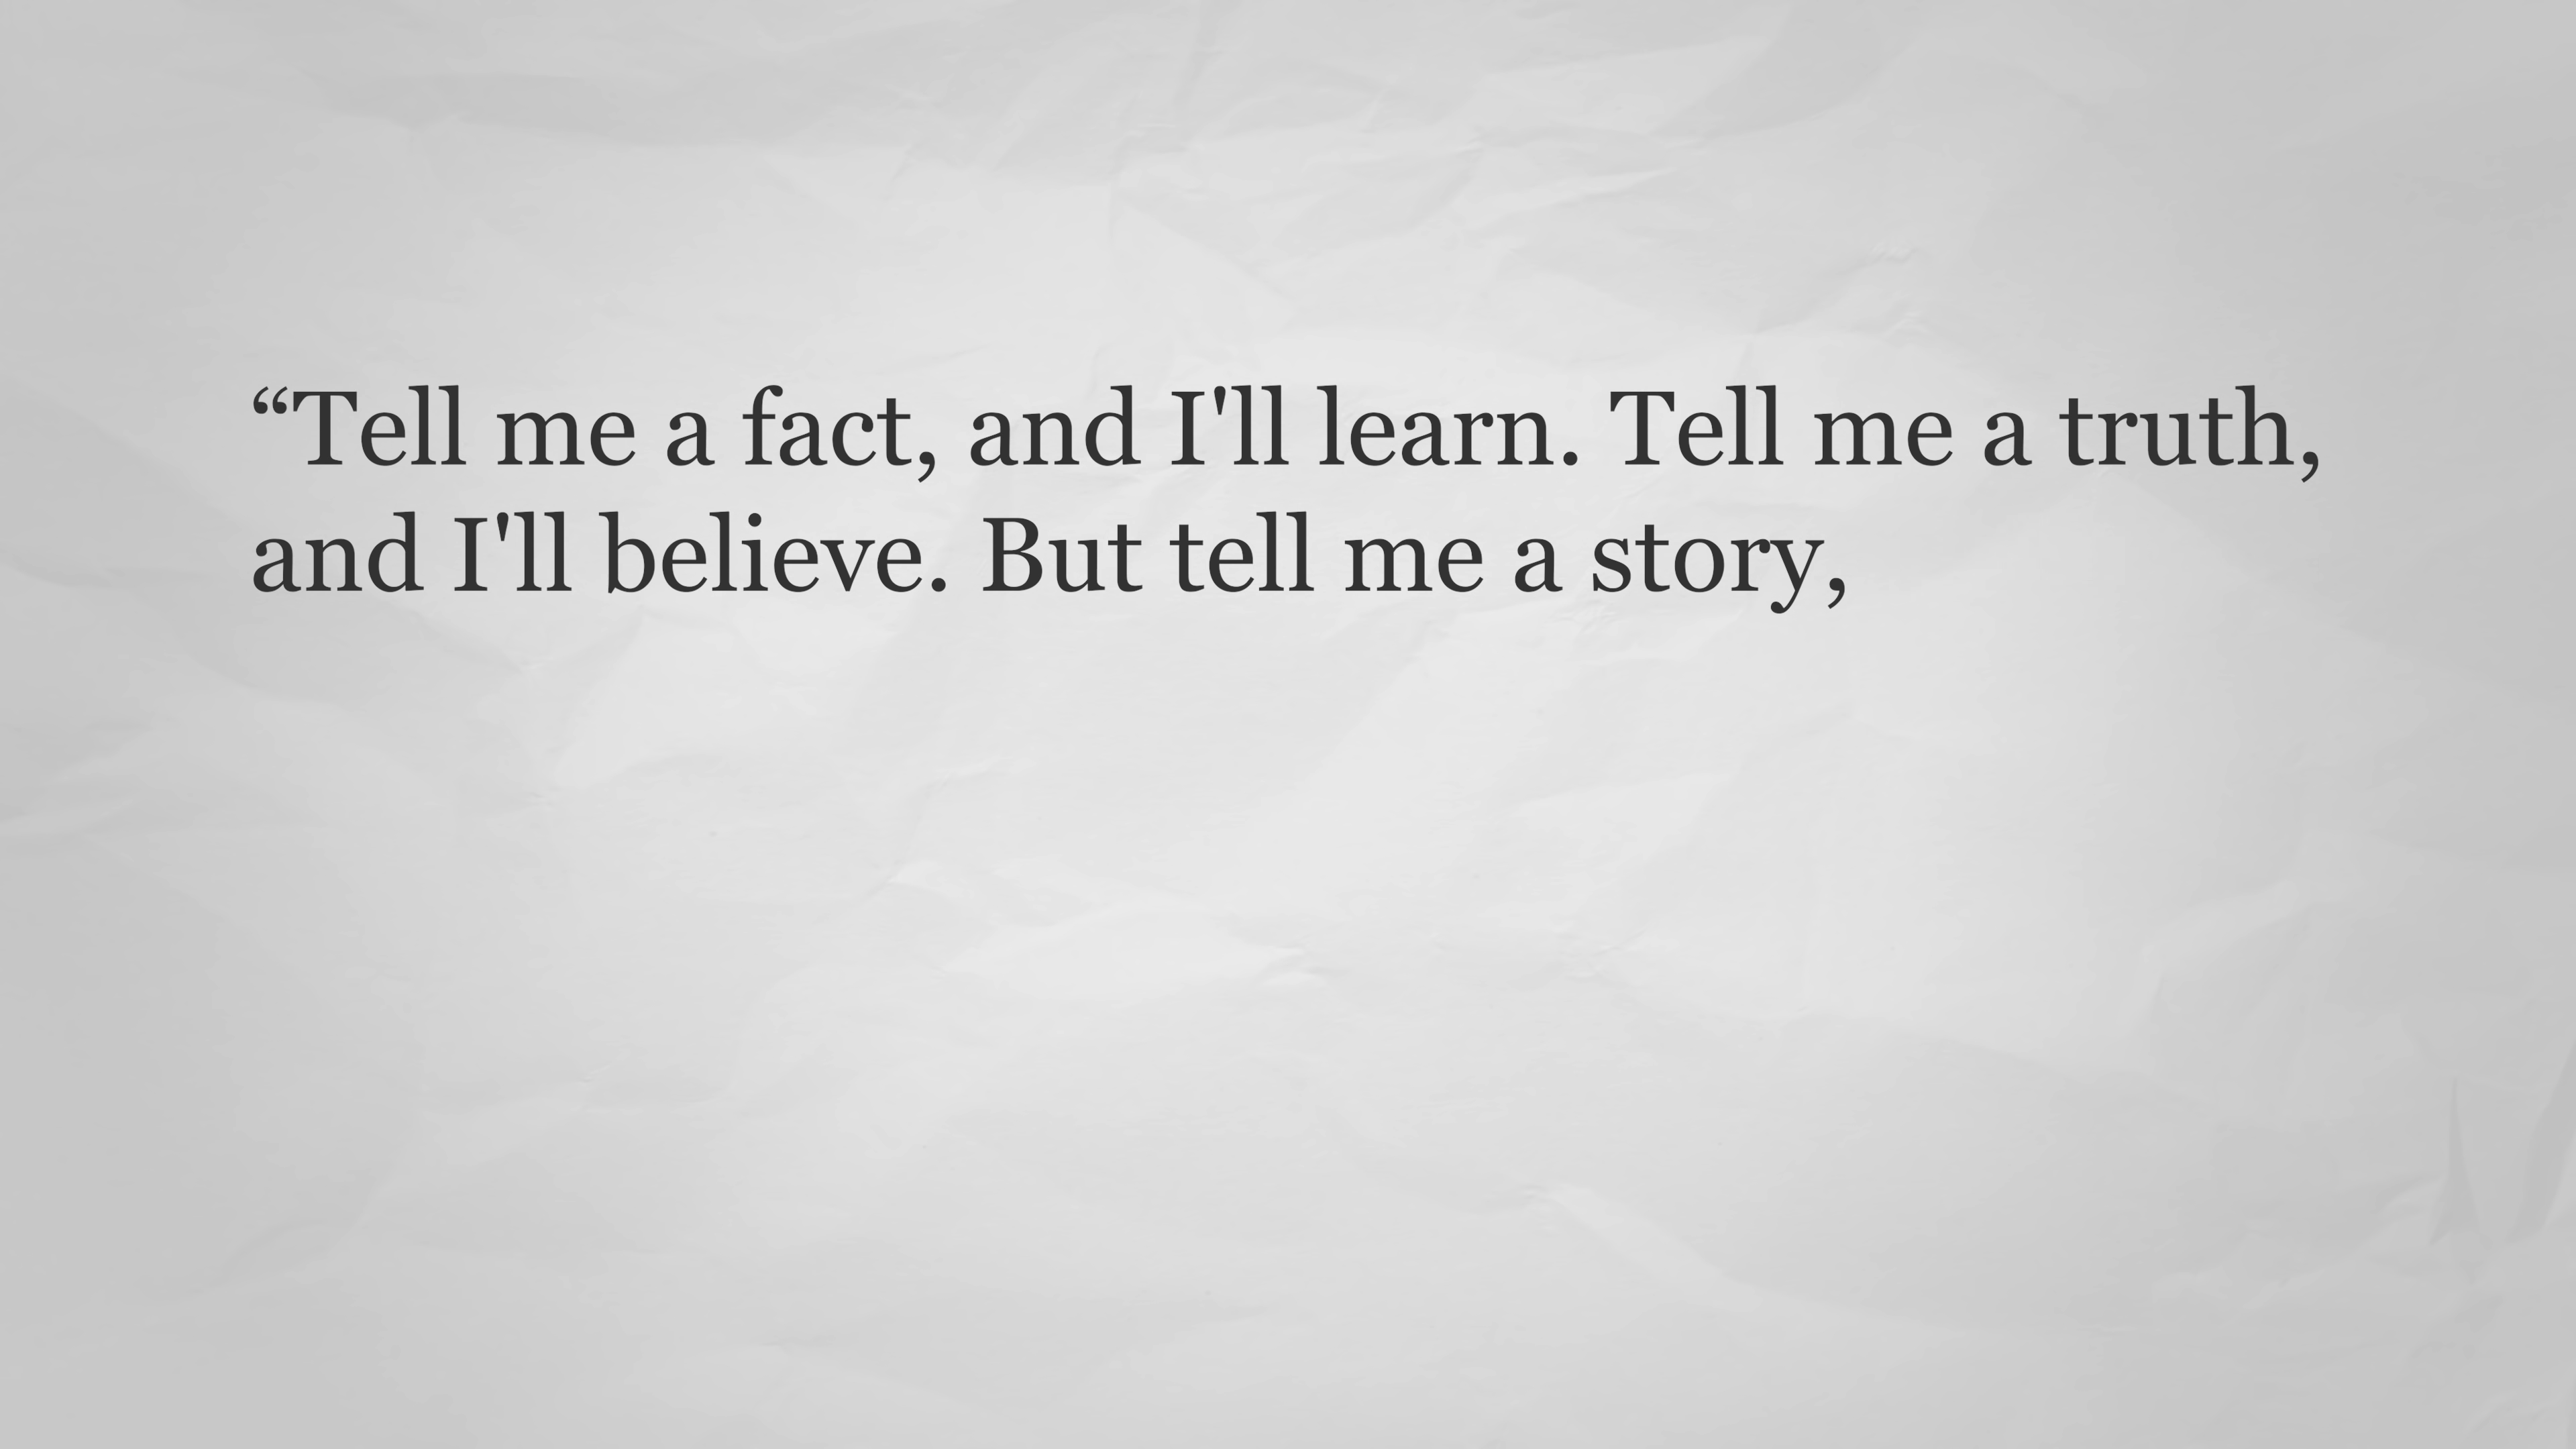 “Tell me a fact, and I'll learn. Tell me a truth,
and I'll believe. But tell me a story,